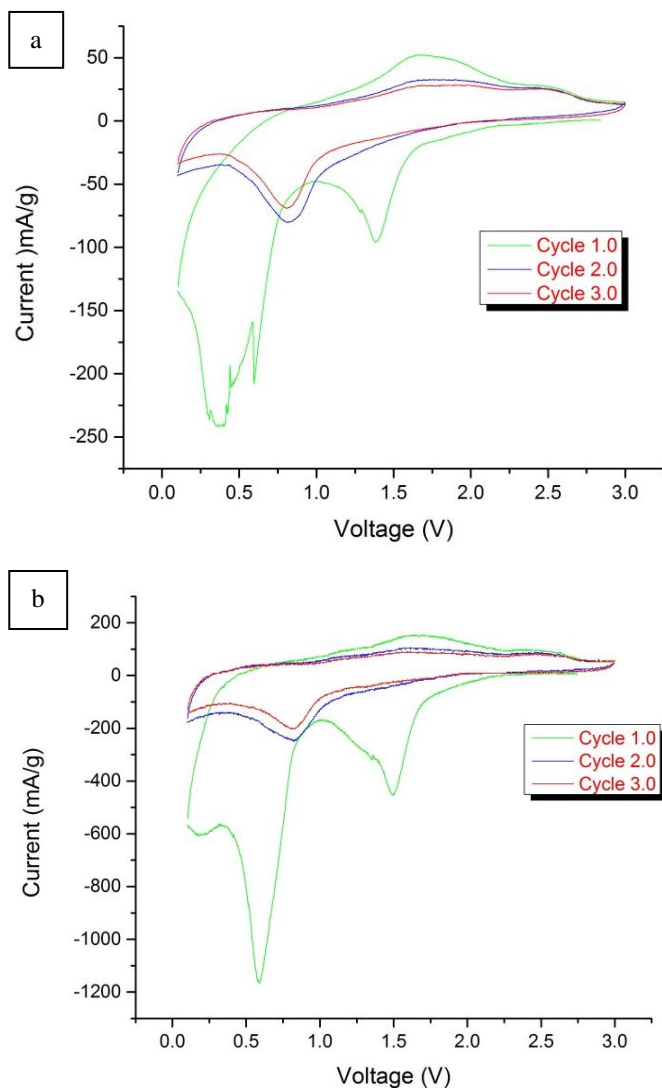 a
50
0
-50
-100
-150
-200
-250
Current )mA/g)
Cycle 1.0
Cycle 2.0
Cycle 3.0
0.0 0.5 1.0 1.5 2.0 2.5 3.0
Voltage (V)
b
200
0
-200
-400
-600
-800
-1000
-1200
Current (mA/g)
Cycle 1.0
Cycle 2.0
Cycle 3.0
0.0 0.5 1.0 1.5 2.0 2.5 3.0
Voltage (V)